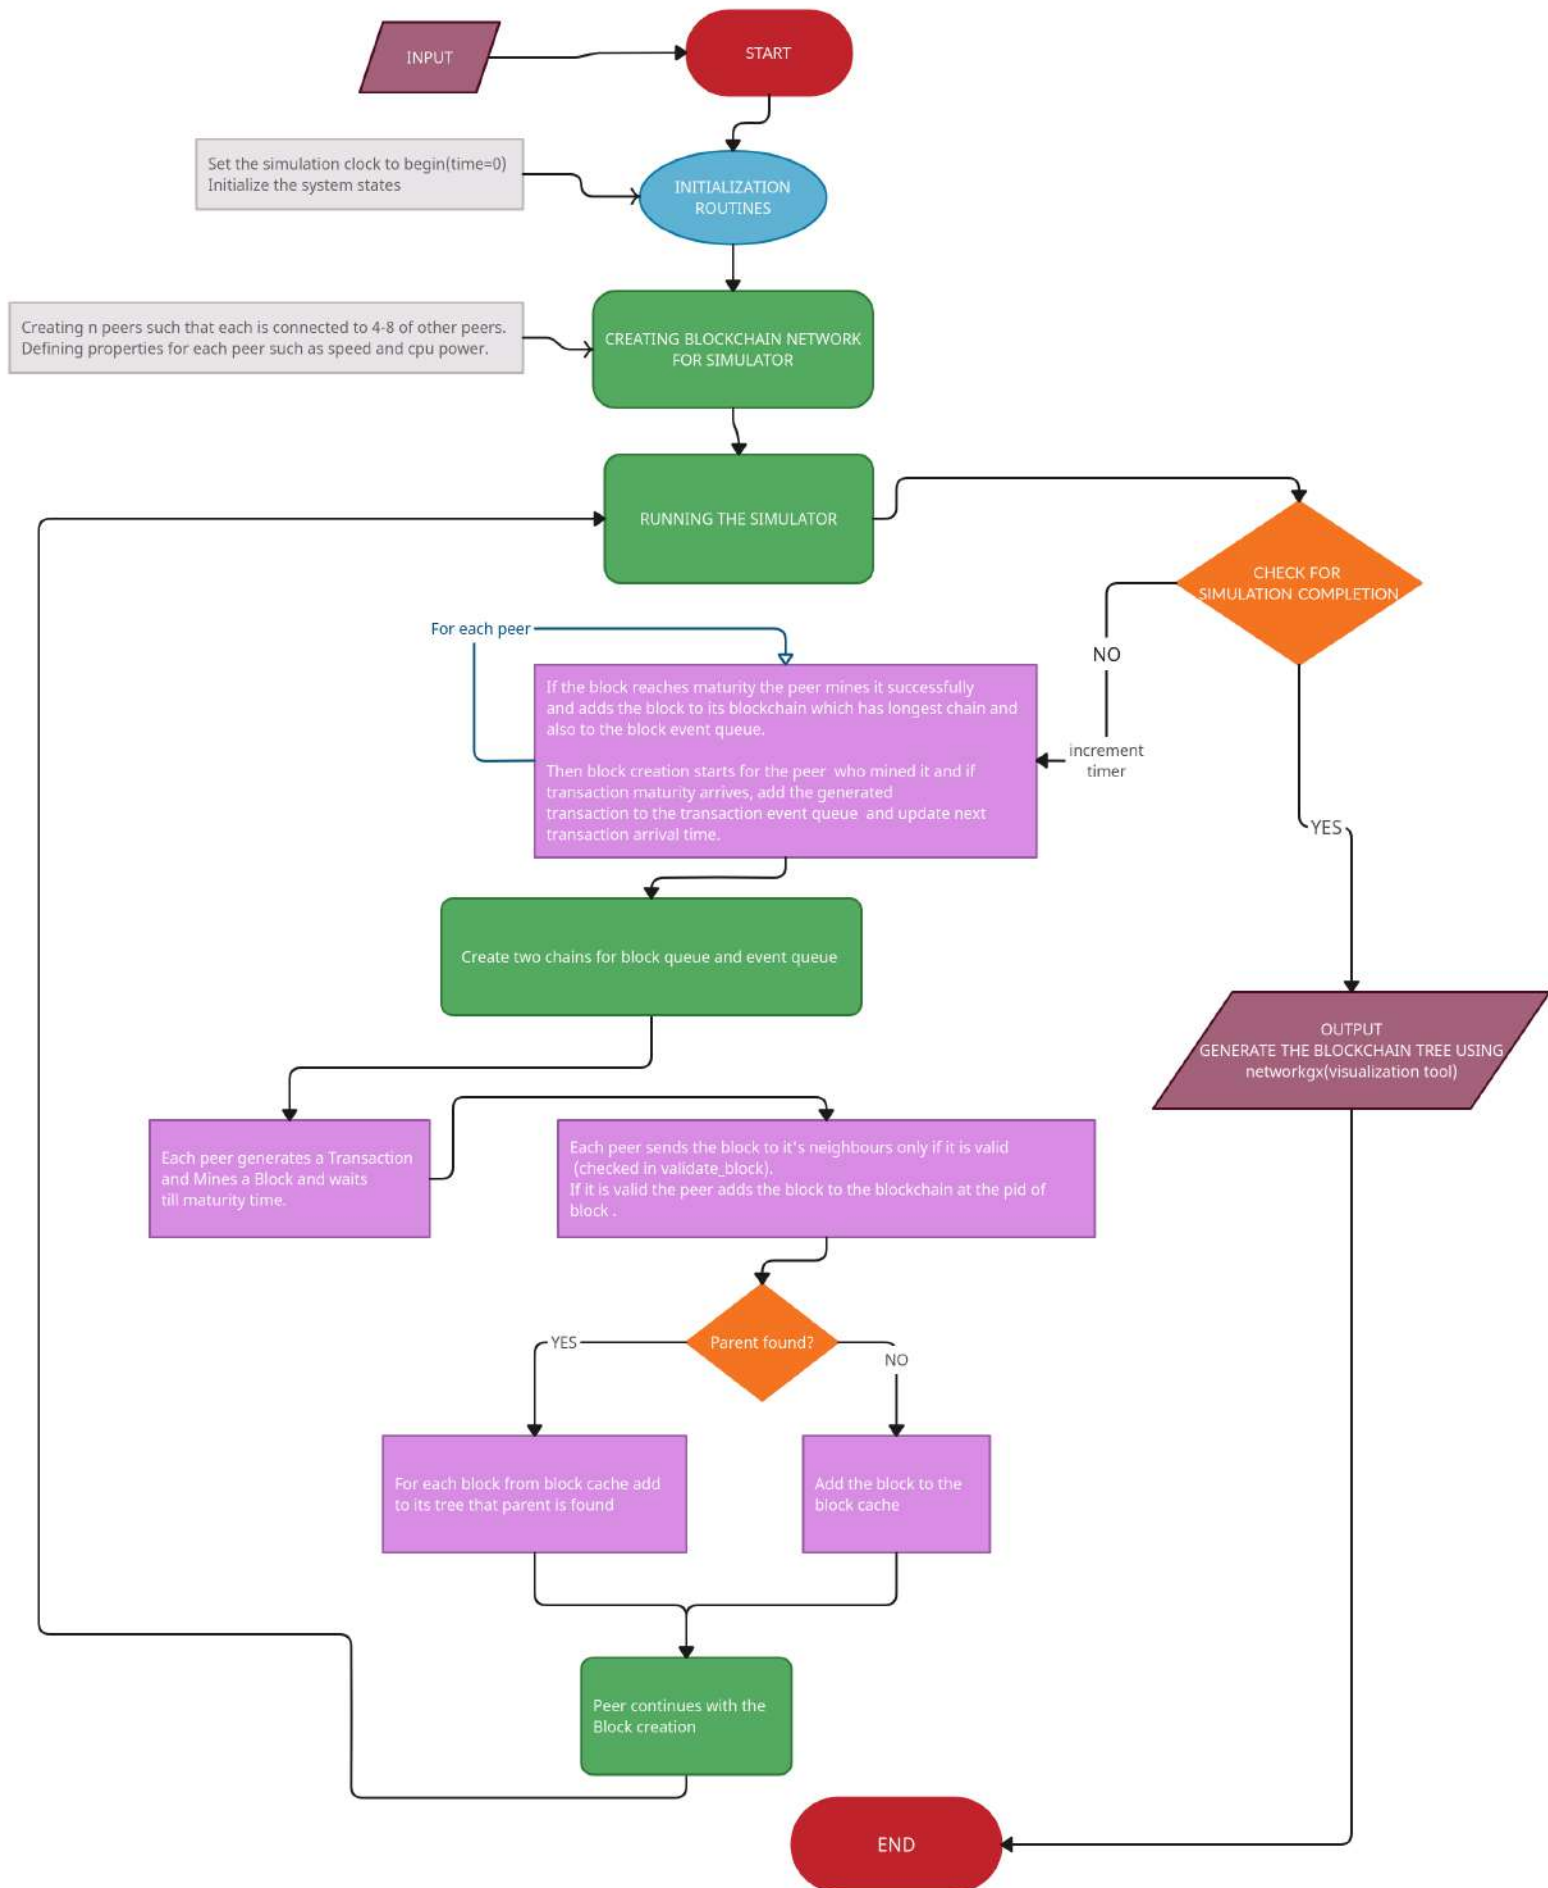 INPUT
START
Set the simulation clock to begin(time=0)
Initialize the system states
INITIALIZATION
ROUTINES
Creating n peers such that each is connected to 4-8 of other peers.
Defining properties for each peer such as speed and cpu power.
CREATING BLOCKCHAIN NETWORK
FOR SIMULATOR
RUNNING THE SIMULATOR
CHECK FOR
SIMULATION COMPLETION
For each peer
NO
If the block reaches maturity the peer mines it successfully
and adds the block to its blockchain which has longest chain and
also to the block event queue.
Then block creation starts for the peer who mined it and if
transaction maturity arrives, add the generated
transaction to the transaction event queue and update next
transaction arrival time.
increment
timer
YES
Create two chains for block queue and event queue
OUTPUT
GENERATE THE BLOCKCHAIN TREE USING
networkgx(visualization tool)
Each peer generates a Transaction
and Mines a Block and waits
till maturity time.
Each peer sends the block to it's neighbours only if it is valid
(checked in validate_block).
If it is valid the peer adds the block to the blockchain at the pid of
block .
Parent found?
YES
NO
For each block from block cache add
to its tree that parent is found
Add the block to the
block cache
Peer continues with the
Block creation
END